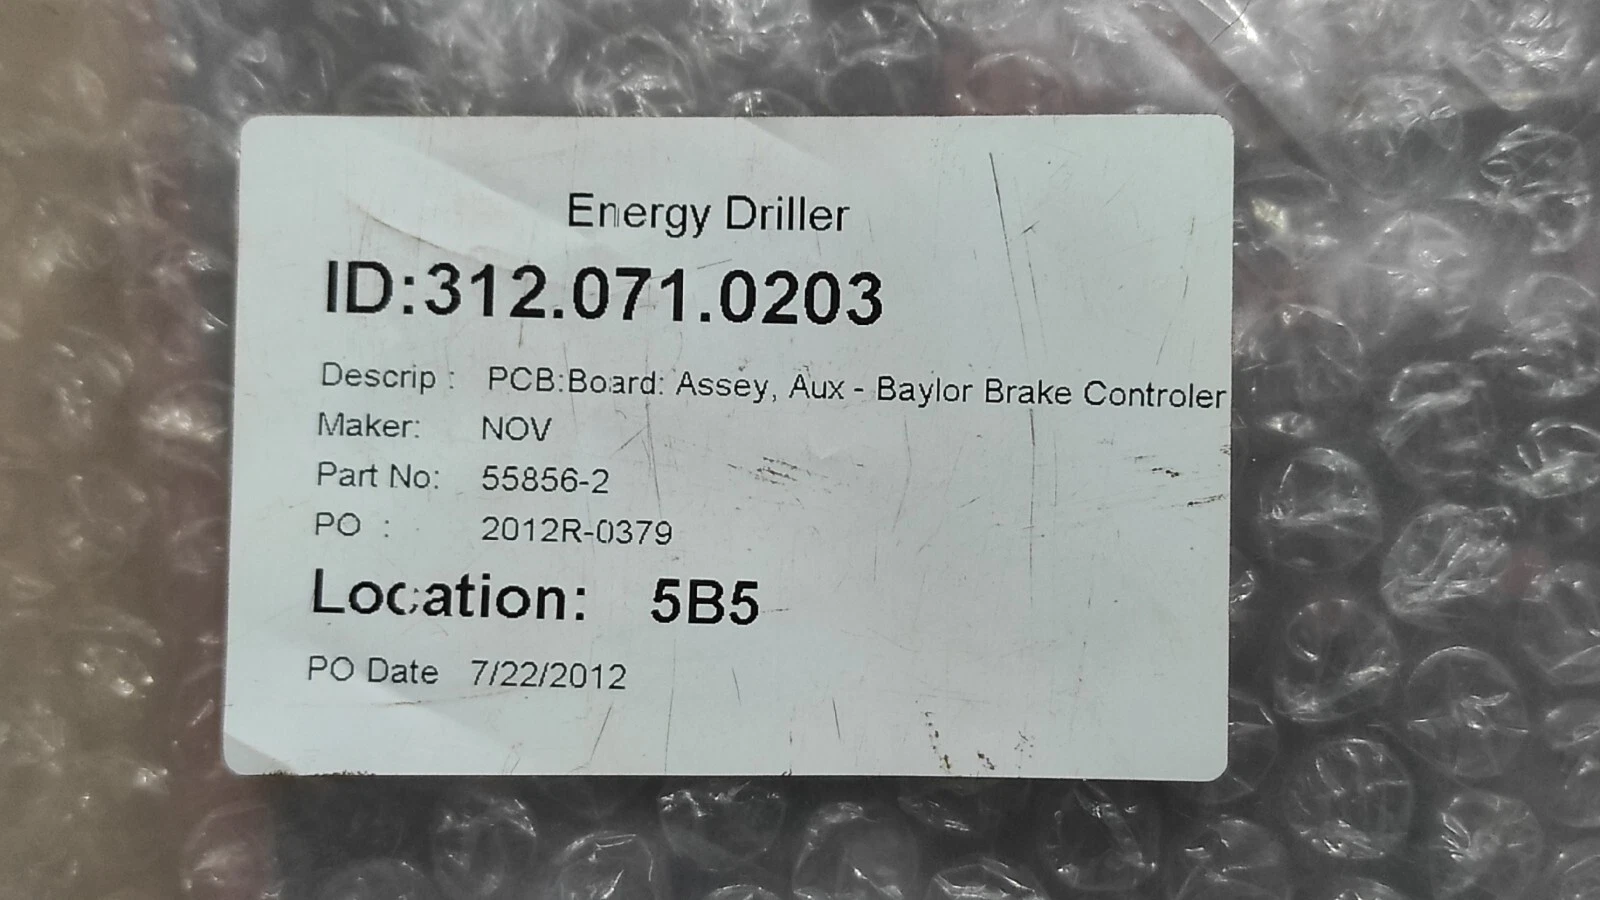 Energy Driller
ID:312.071.0203
Descrip : PCB:Board: Assey, Aux - Baylor Brake Controler
Maker: NOV
Part No: 55856-2
PO : 2012R-0379
Location: 5B5
PO Date 7/22/2012